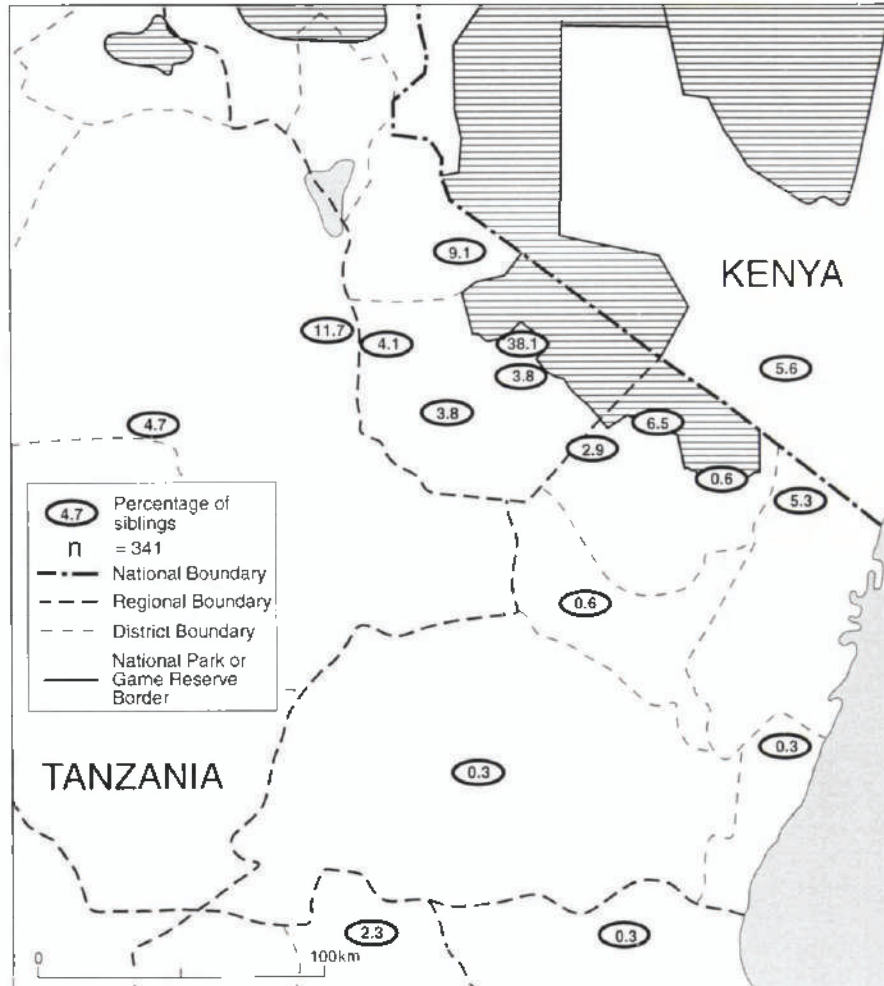 9.1
KENYA
11.7
4.1
38.1
5.6
3.8
3.8
4.7
6.5
2.9
0.6
5.3
4.7 Percentage of
siblings
n = 341
National Boundary
Regional Boundary
District Boundary
National Park or
Game Reserve
Border
0.6
0.3
TANZANIA
0.3
2.3
0.3
0 100km